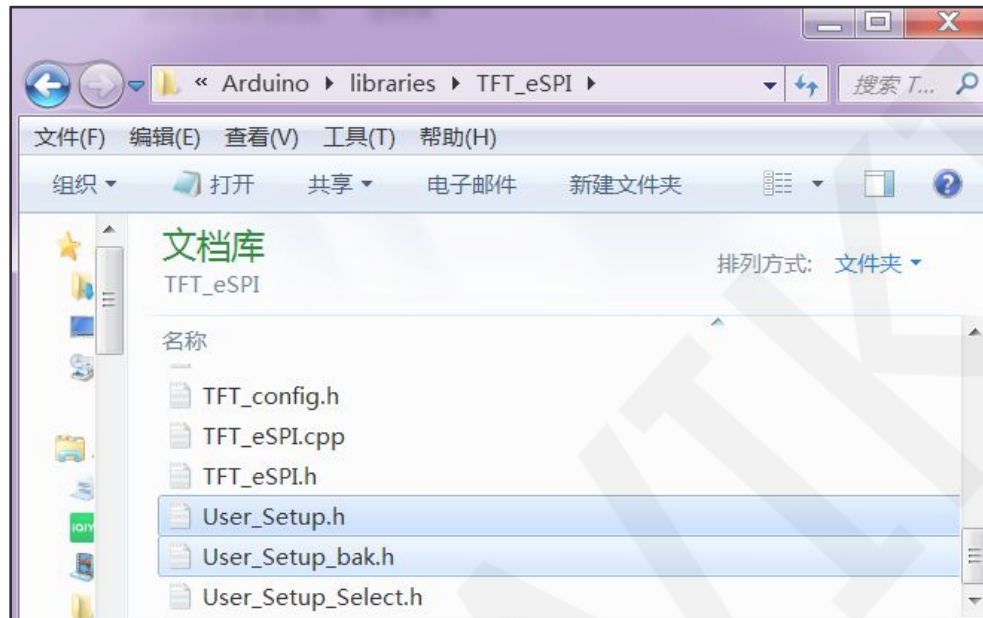 « Arduino ▸ libraries ▸ TFT_eSPI ▸ 搜索 T...
文件(F) 编辑(E) 查看(V) 工具(T) 帮助(H)
组织 打开 共享 电子邮件 新建文件夹
文档库
TFT_eSPI
排列方式: 文件夹
名称
TFT_config.h
TFT_eSPI.cpp
TFT_eSPI.h
User_Setup.h
User_Setup_bak.h
User_Setup_Select.h